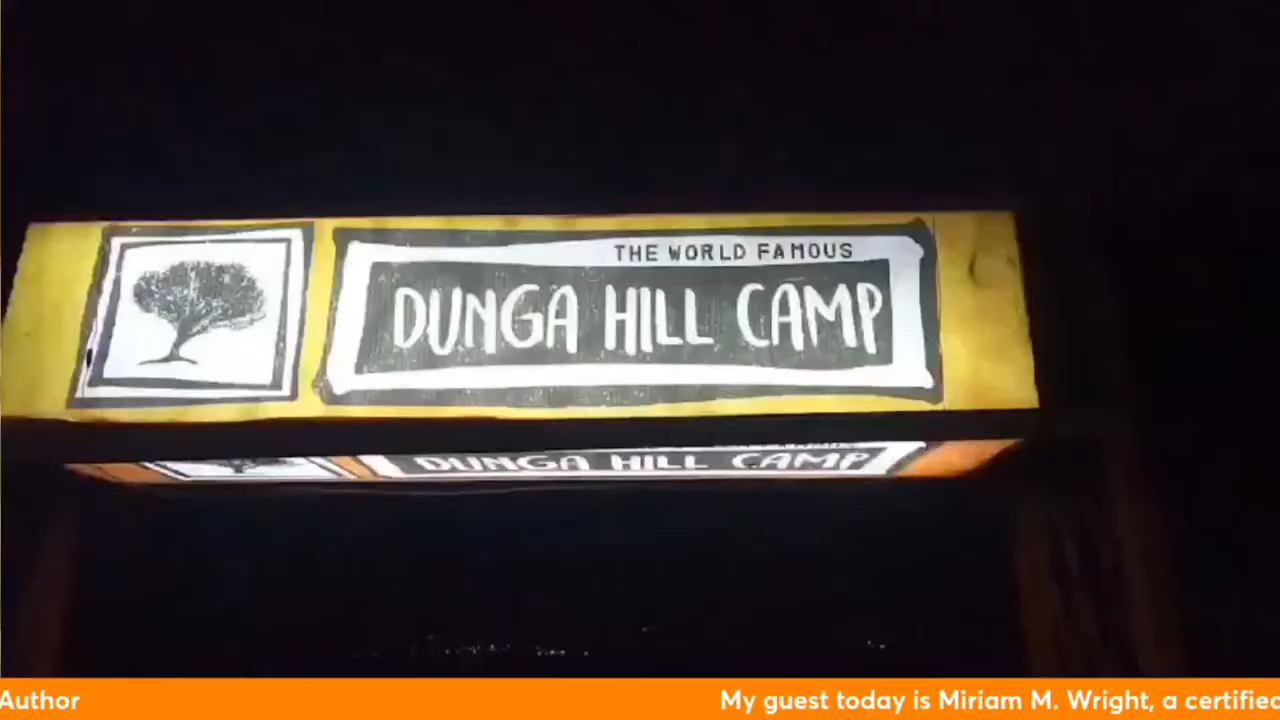 THE WORLD FAMOUS
DUNGA HILL CAMP
DUNGA HILL CAMP
Author
My guest today is Miriam M. Wright, a certified